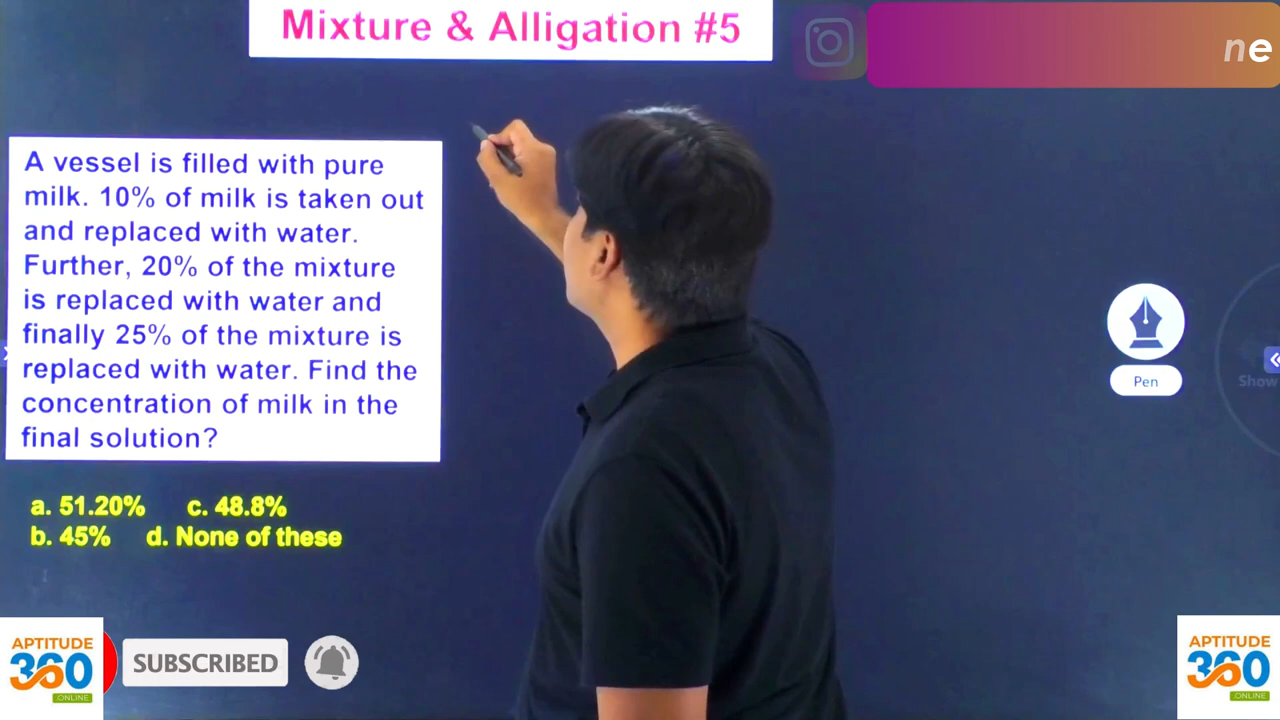 Mixture & Alligation #5
ne
A vessel is filled with pure
milk. 10% of milk is taken out
and replaced with water.
Further, 20% of the mixture
is replaced with water and
finally 25% of the mixture is
replaced with water. Find the
concentration of milk in the
final solution?
Pen
Show
a. 51.20% c. 48.8%
b. 45% d. None of these
APTITUDE
360
ONLINE
SUBSCRIBED
APTITUDE
360
ONLINE